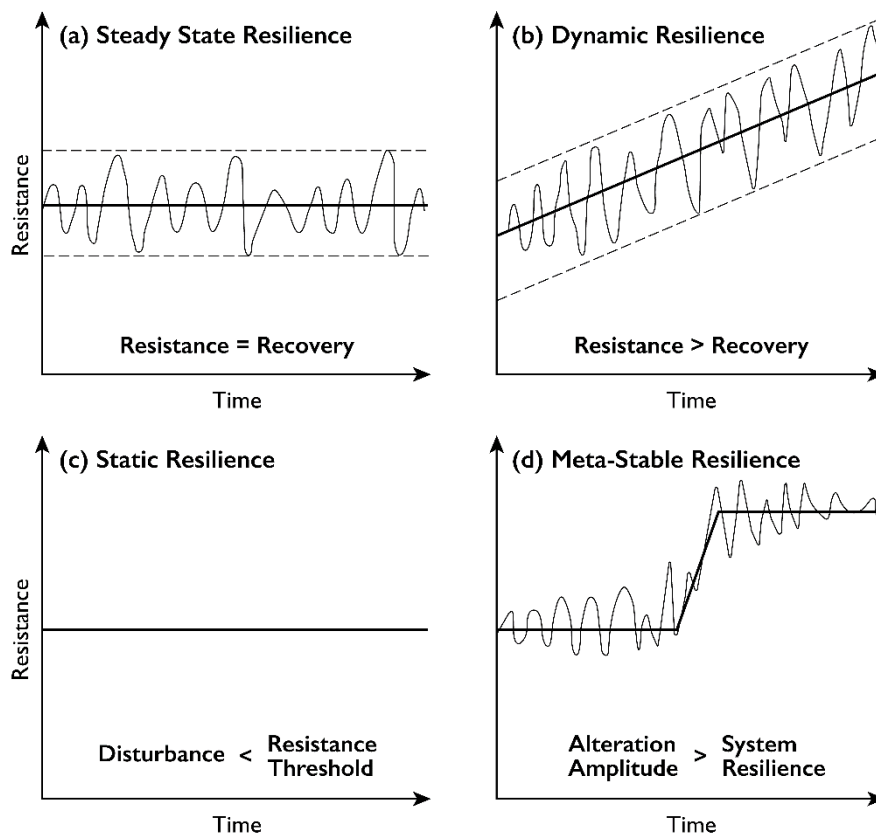 (a) Steady State Resilience
Resistance
Resistance = Recovery
Time
(b) Dynamic Resilience
Resistance > Recovery
Time
(c) Static Resilience
Resistance
Disturbance < Resistance
Threshold
Time
(d) Meta-Stable Resilience
Alteration > System
Amplitude Resilience
Time